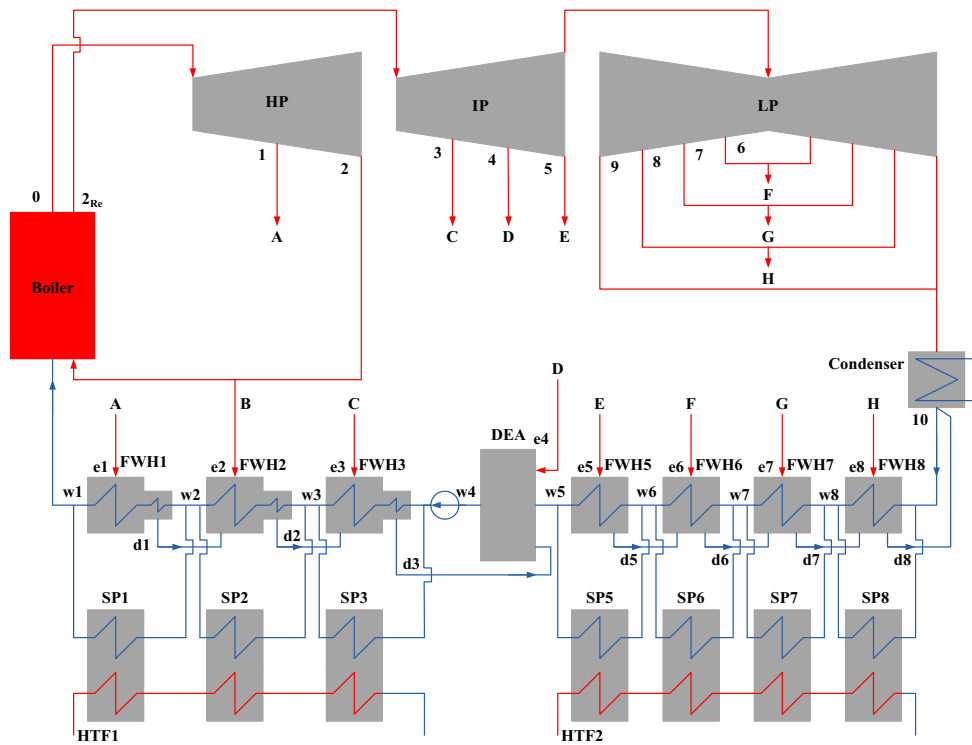 HP
IP
LP
1
2
3
4
5
9
8
7
6
0
2Re
A
C
D
E
F
G
H
Boiler
Condenser
10
A
B
C
D
E
F
G
H
DEA
e4
e1
FWH1
e2
FWH2
e3
FWH3
e5
FWH5
e6
FWH6
e7
FWH7
e8
FWH8
w1
w2
w3
w4
w5
w6
w7
w8
d1
d2
d3
d5
d6
d7
d8
SP1
SP2
SP3
SP5
SP6
SP7
SP8
HTF1
HTF2